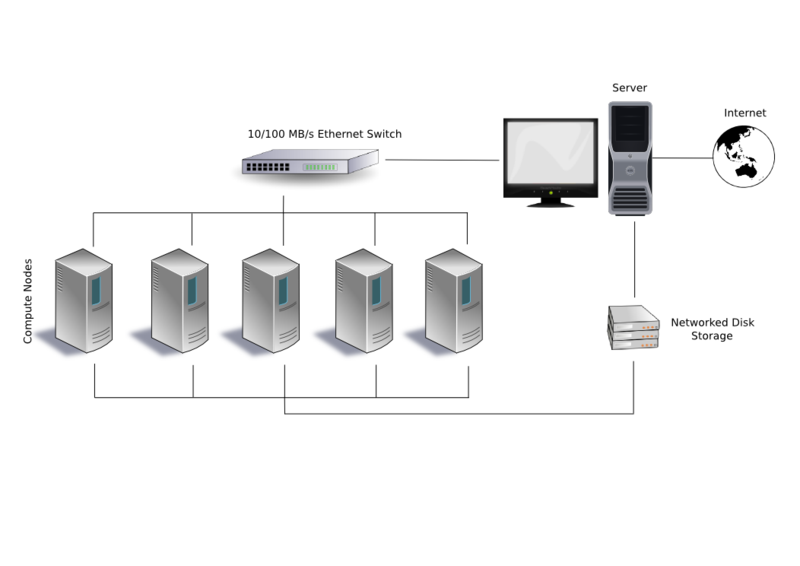 Server
Internet
10/100 MB/s Ethernet Switch
Compute Nodes
Networked Disk
Storage